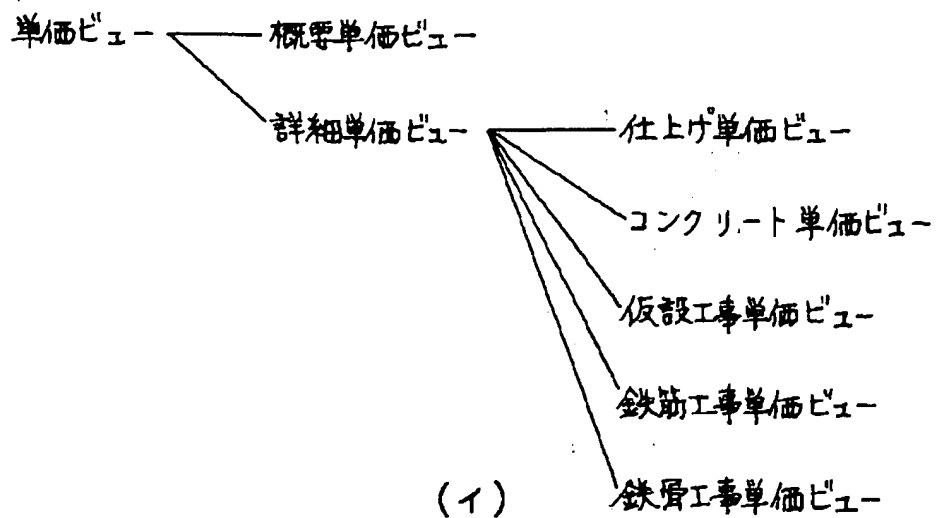 単価ビュー
概要単価ビュー
詳細単価ビュー
仕上げ単価ビュー
コンクリート単価ビュー
仮設工事単価ビュー
鉄筋工事単価ビュー
鉄骨工事単価ビュー
(イ)